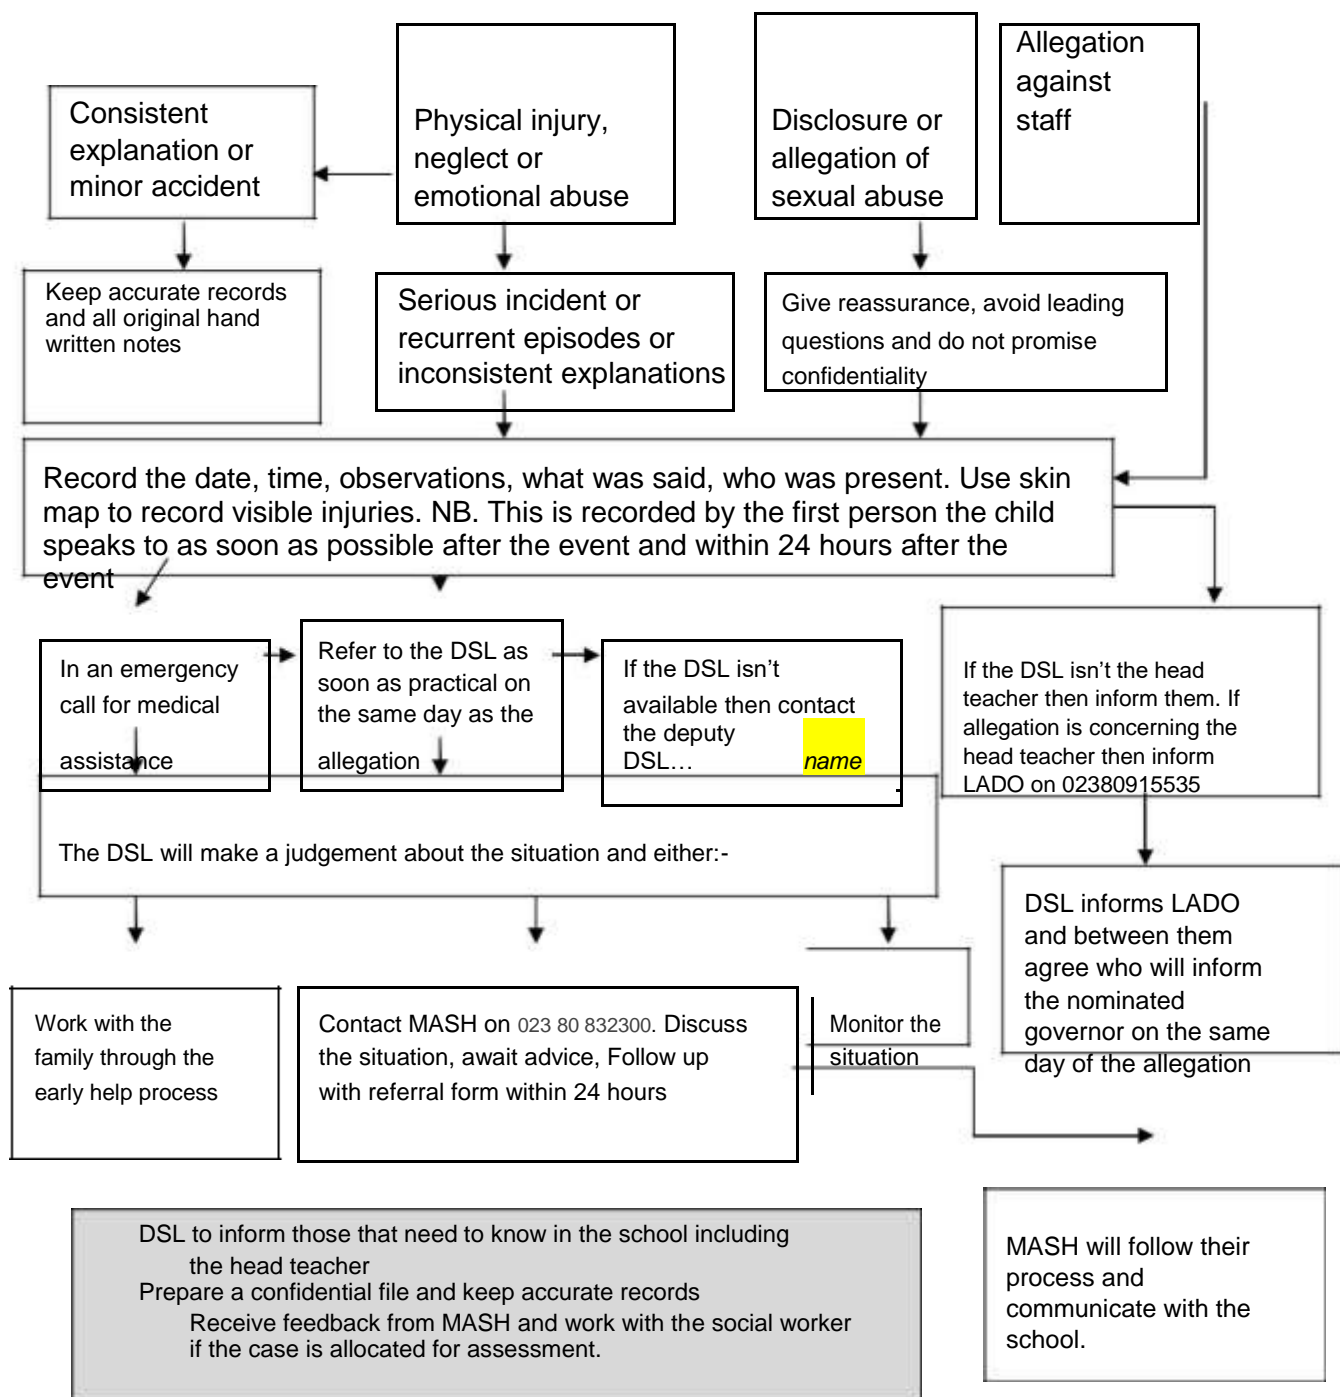 Allegation
against
staff
Consistent
explanation or
minor accident
Physical injury,
neglect or
emotional abuse
Disclosure or
allegation of
sexual abuse
Keep accurate records
and all original hand
written notes
Serious incident or
recurrent episodes or
inconsistent explanations
Give reassurance, avoid leading
questions and do not promise
confidentiality
Record the date, time, observations, what was said, who was present. Use skin
map to record visible injuries. NB. This is recorded by the first person the child
speaks to as soon as possible after the event and within 24 hours after the
event
In an emergency
call for medical
assistance
Refer to the DSL as
soon as practical on
the same day as the
allegation
If the DSL isn’t
available then contact
the deputy
DSL… name
If the DSL isn’t the head
teacher then inform them. If
allegation is concerning the
head teacher then inform
LADO on 02380915535
The DSL will make a judgement about the situation and either:-
DSL informs LADO
and between them
agree who will inform
the nominated
governor on the same
day of the allegation
Work with the
family through the
early help process
Contact MASH on 023 80 832300. Discuss
the situation, await advice, Follow up
with referral form within 24 hours
Monitor the
situation
DSL to inform those that need to know in the school including
the head teacher
Prepare a confidential file and keep accurate records
Receive feedback from MASH and work with the social worker
if the case is allocated for assessment.
MASH will follow their
process and
communicate with the
school.